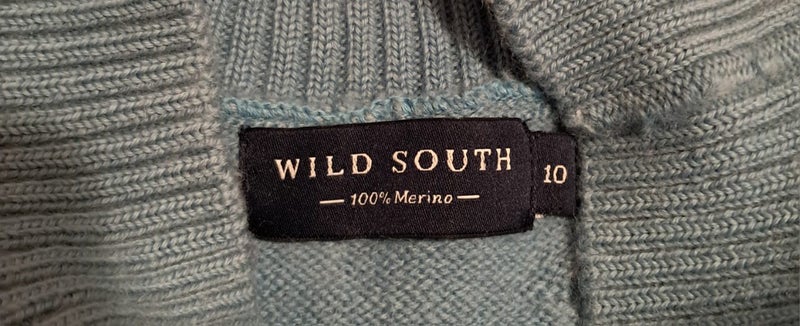 WILD SOUTH
— 100% Merino —
10